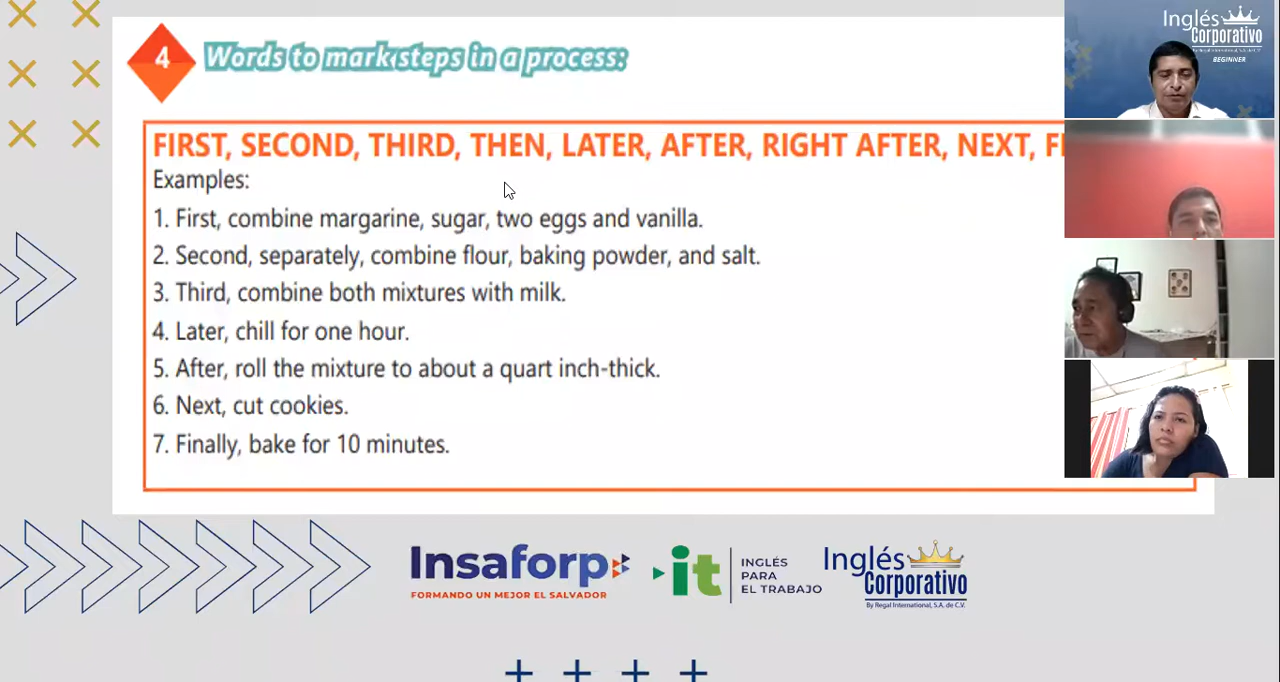 4
Words to mark steps in a process:
FIRST, SECOND, THIRD, THEN, LATER, AFTER, RIGHT AFTER, NEXT,
Examples:
1. First, combine margarine, sugar, two eggs and vanilla.
2. Second, separately, combine flour, baking powder, and salt.
3. Third, combine both mixtures with milk.
4. Later, chill for one hour.
5. After, roll the mixture to about a quart inch-thick.
6. Next, cut cookies.
7. Finally, bake for 10 minutes.
Inglés
Corporativo
By Regal International, S.A. de C.V.
BEGINNER
Insaforp
FORMANDO UN MEJOR EL SALVADOR
it
INGLÉS
PARA
EL TRABAJO
Inglés
Corporativo
By Regal International, S.A. de C.V.